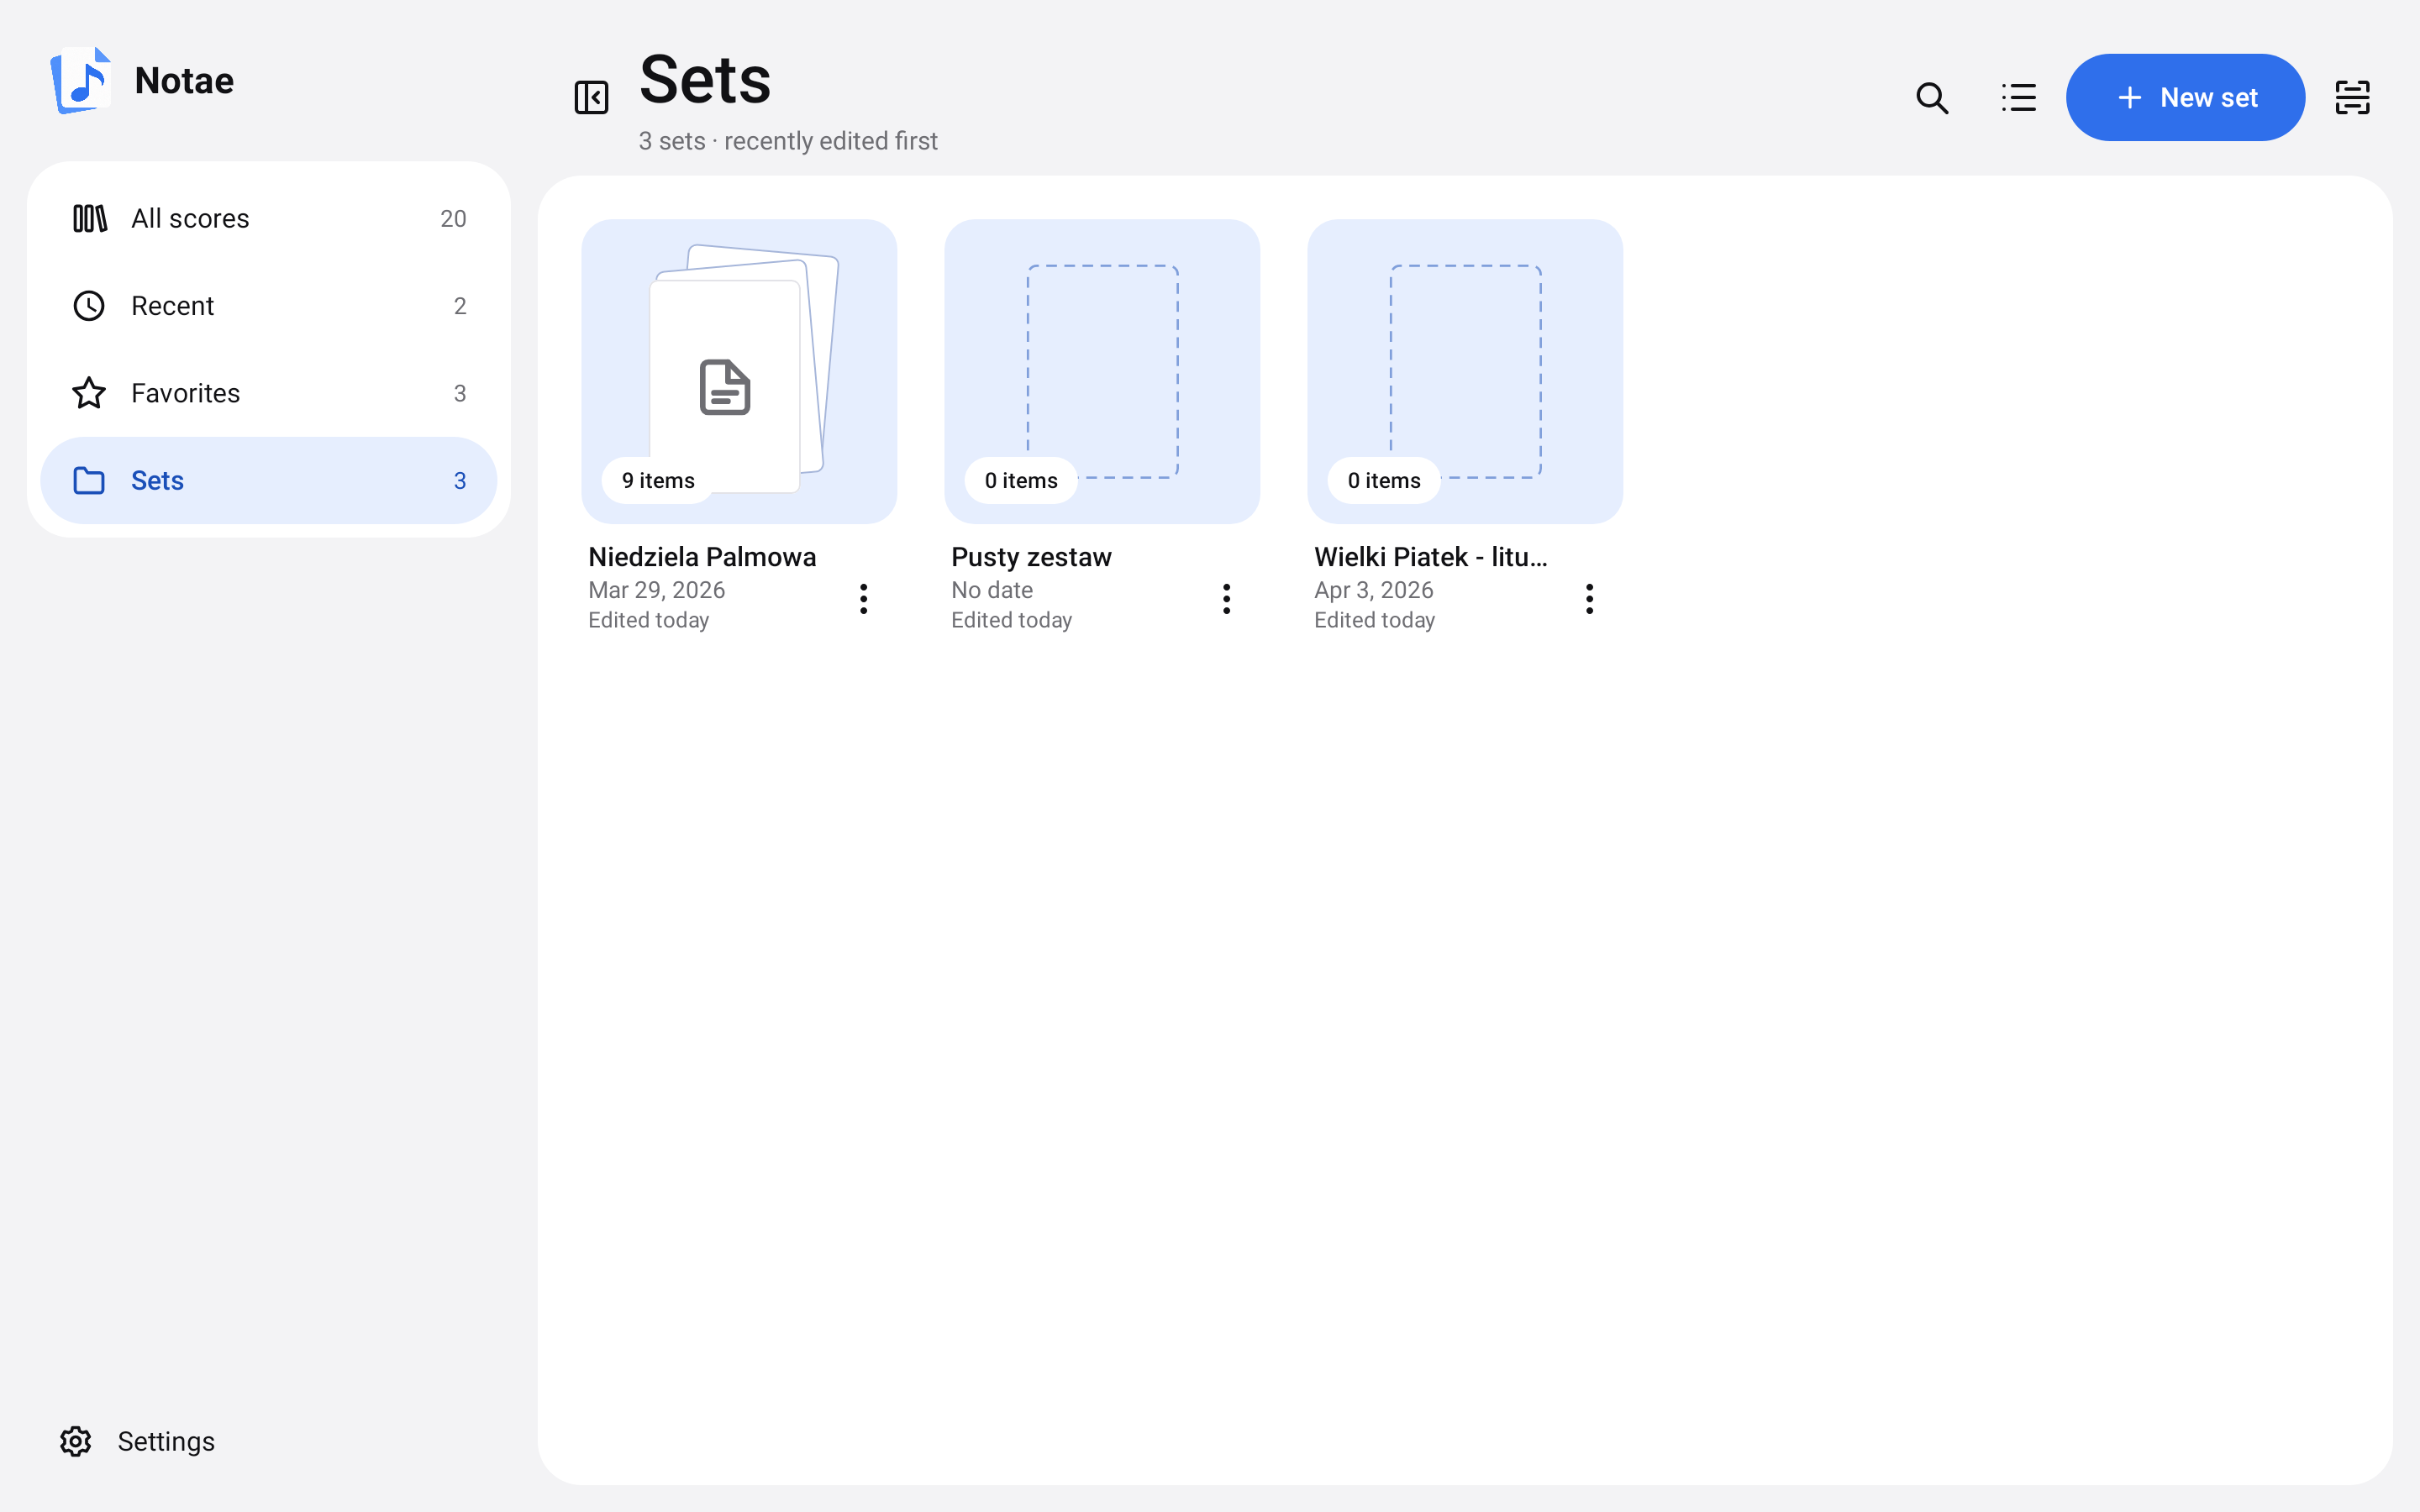 Notae
All scores 20
Recent 2
Favorites 3
Sets 3
Settings
Sets
3 sets · recently edited first
New set
9 items
Niedziela Palmowa
Mar 29, 2026
Edited today
0 items
Pusty zestaw
No date
Edited today
0 items
Wielki Piatek - litu...
Apr 3, 2026
Edited today